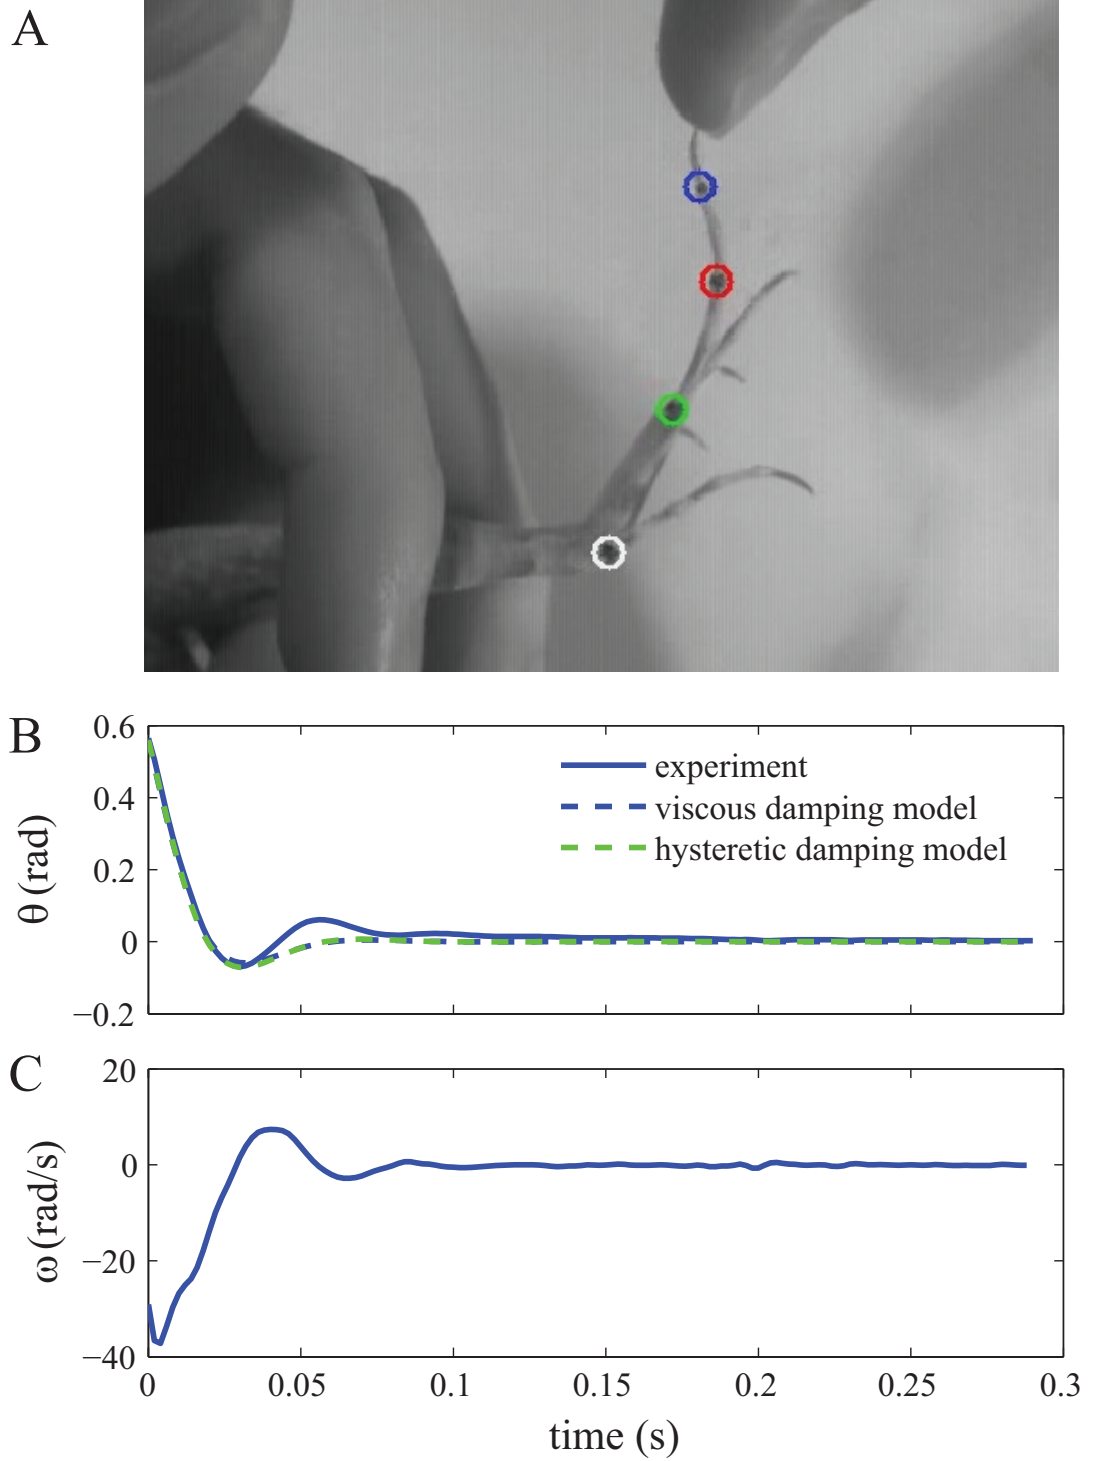 A
B
0.6
0.4
0.2
0
−0.2
θ (rad)
experiment
viscous damping model
hysteretic damping model
C
20
0
−20
−40
ω (rad/s)
0 0.05 0.1 0.15 0.2 0.25 0.3
time (s)